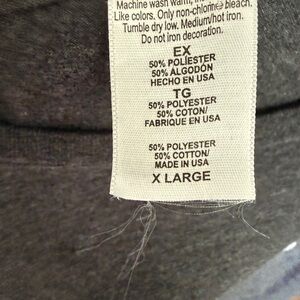 Machine wash warm,
Like colors. Only non-chlorine bleach.
Tumble dry low. Medium/hot iron.
Do not iron decoration.
EX
50% POLIESTER
50% ALGODÓN
HECHO EN USA
TG
50% POLYESTER
50% COTON/
FABRIQUE EN USA
50% POLYESTER
50% COTTON/
MADE IN USA
X LARGE